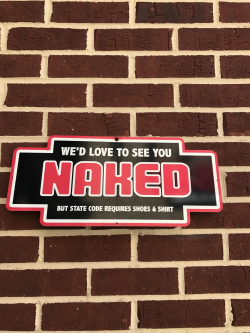 WE'D LOVE TO SEE YOU
NAKED
BUT STATE CODE REQUIRES SHOES & SHIRT